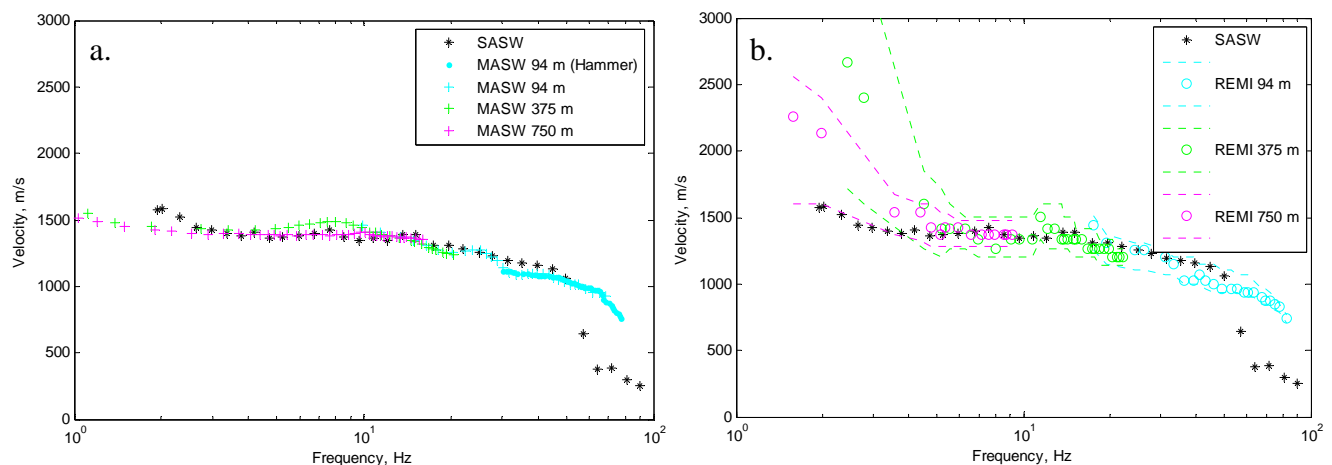 a.
3000
2500
2000
1500
1000
500
0
Velocity, m/s
10^0
10^1
10^2
Frequency, Hz
SASW
MASW 94 m (Hammer)
MASW 94 m
MASW 375 m
MASW 750 m
b.
3000
2500
2000
1500
1000
500
0
Velocity, m/s
10^0
10^1
10^2
Frequency, Hz
SASW
REMI 94 m
REMI 375 m
REMI 750 m